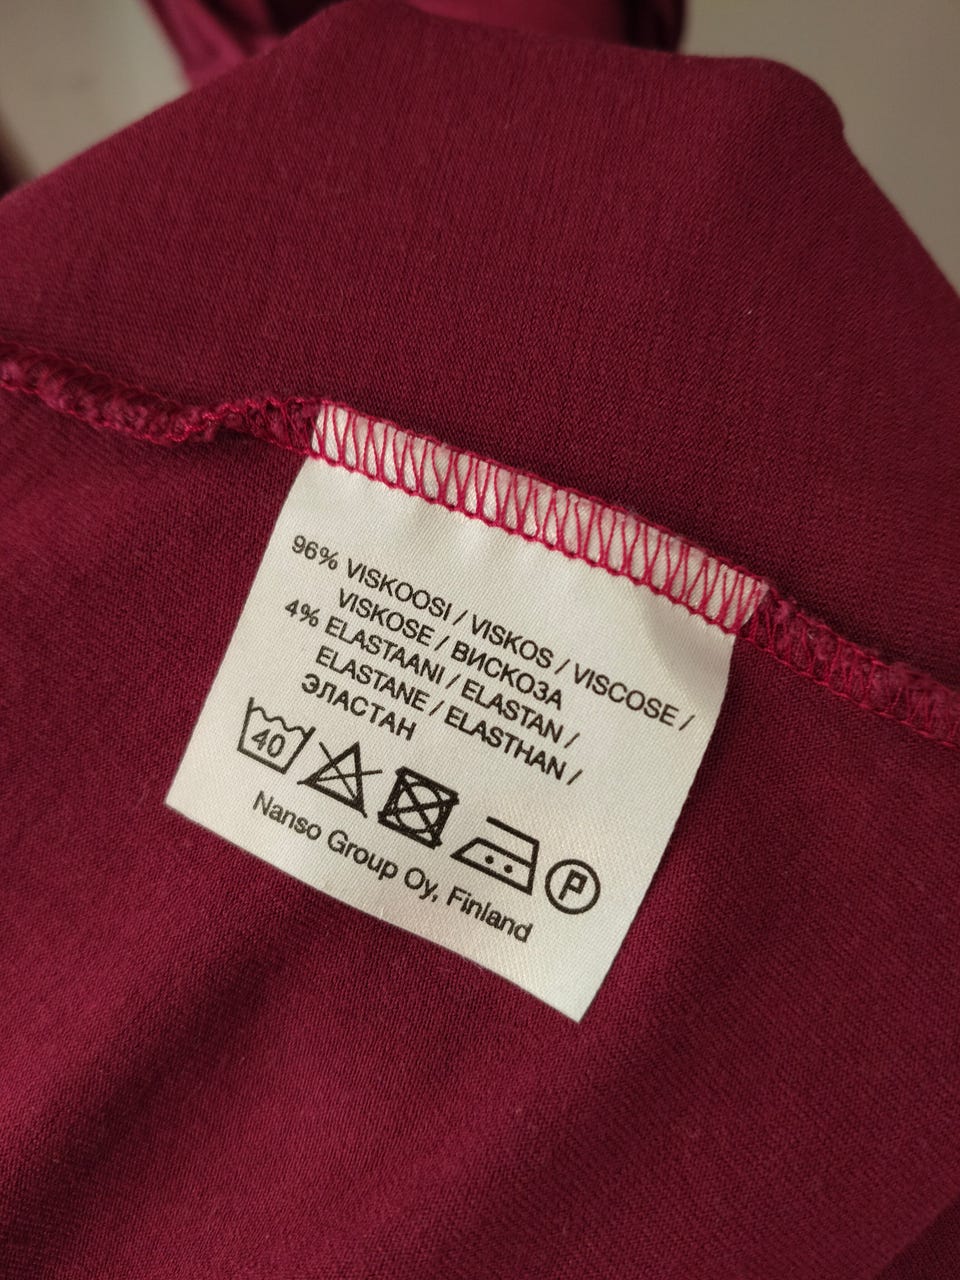 96% VISKOOSI / VISKOS / VISCOSE /
VISKOSE / ВИСКОЗА
4% ELASTAANI / ELASTAN /
ELASTANE / ELASTHAN /
ЭЛАСТАН
40
P
Nanso Group Oy, Finland